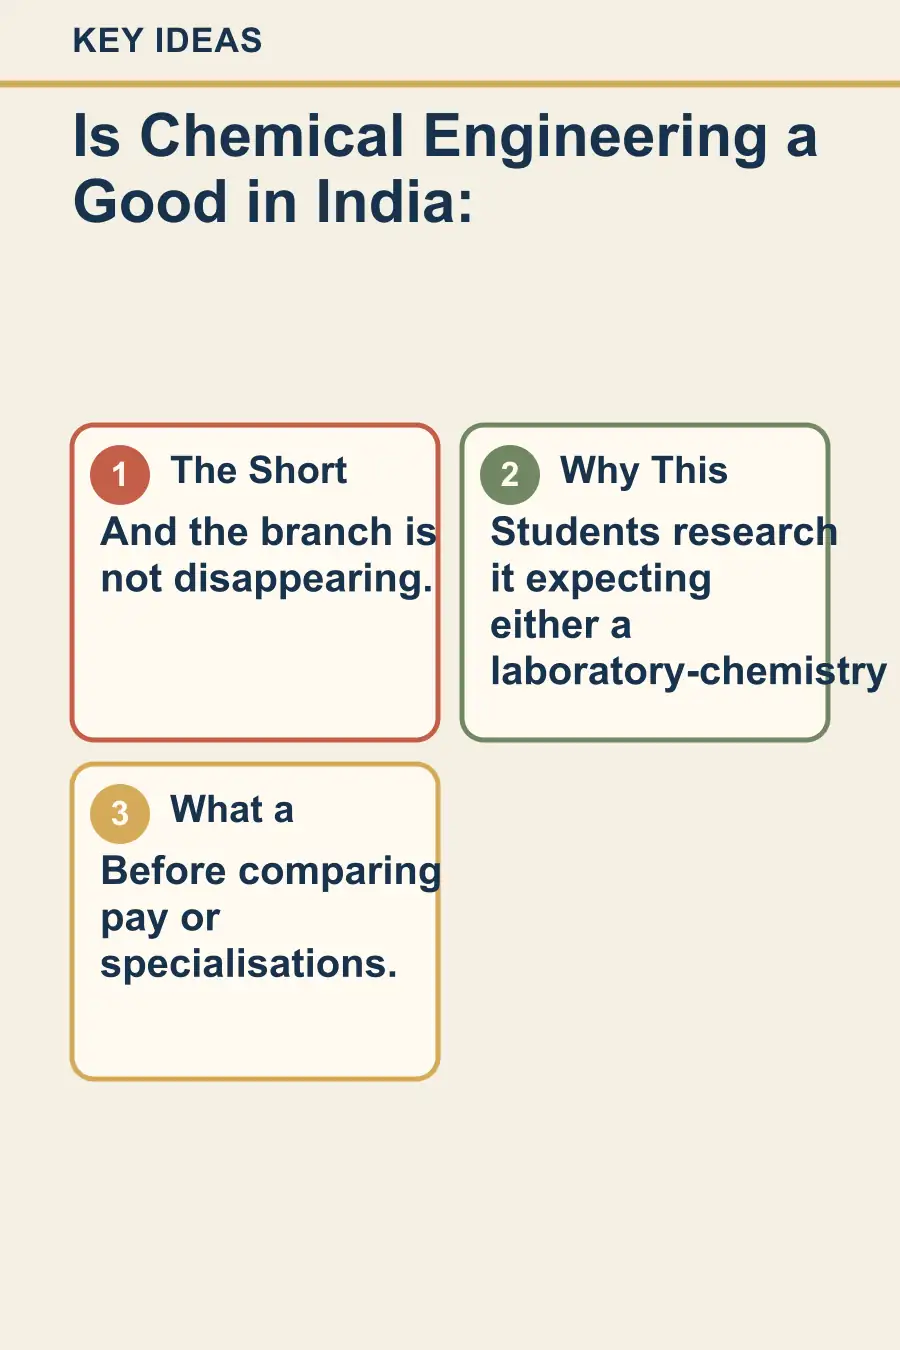 KEY IDEAS
Is Chemical Engineering a
Good in India:
1 The Short
And the branch is
not disappearing.
2 Why This
Students research
it expecting
either a
laboratory-chemistry
3 What a
Before comparing
pay or
specialisations.